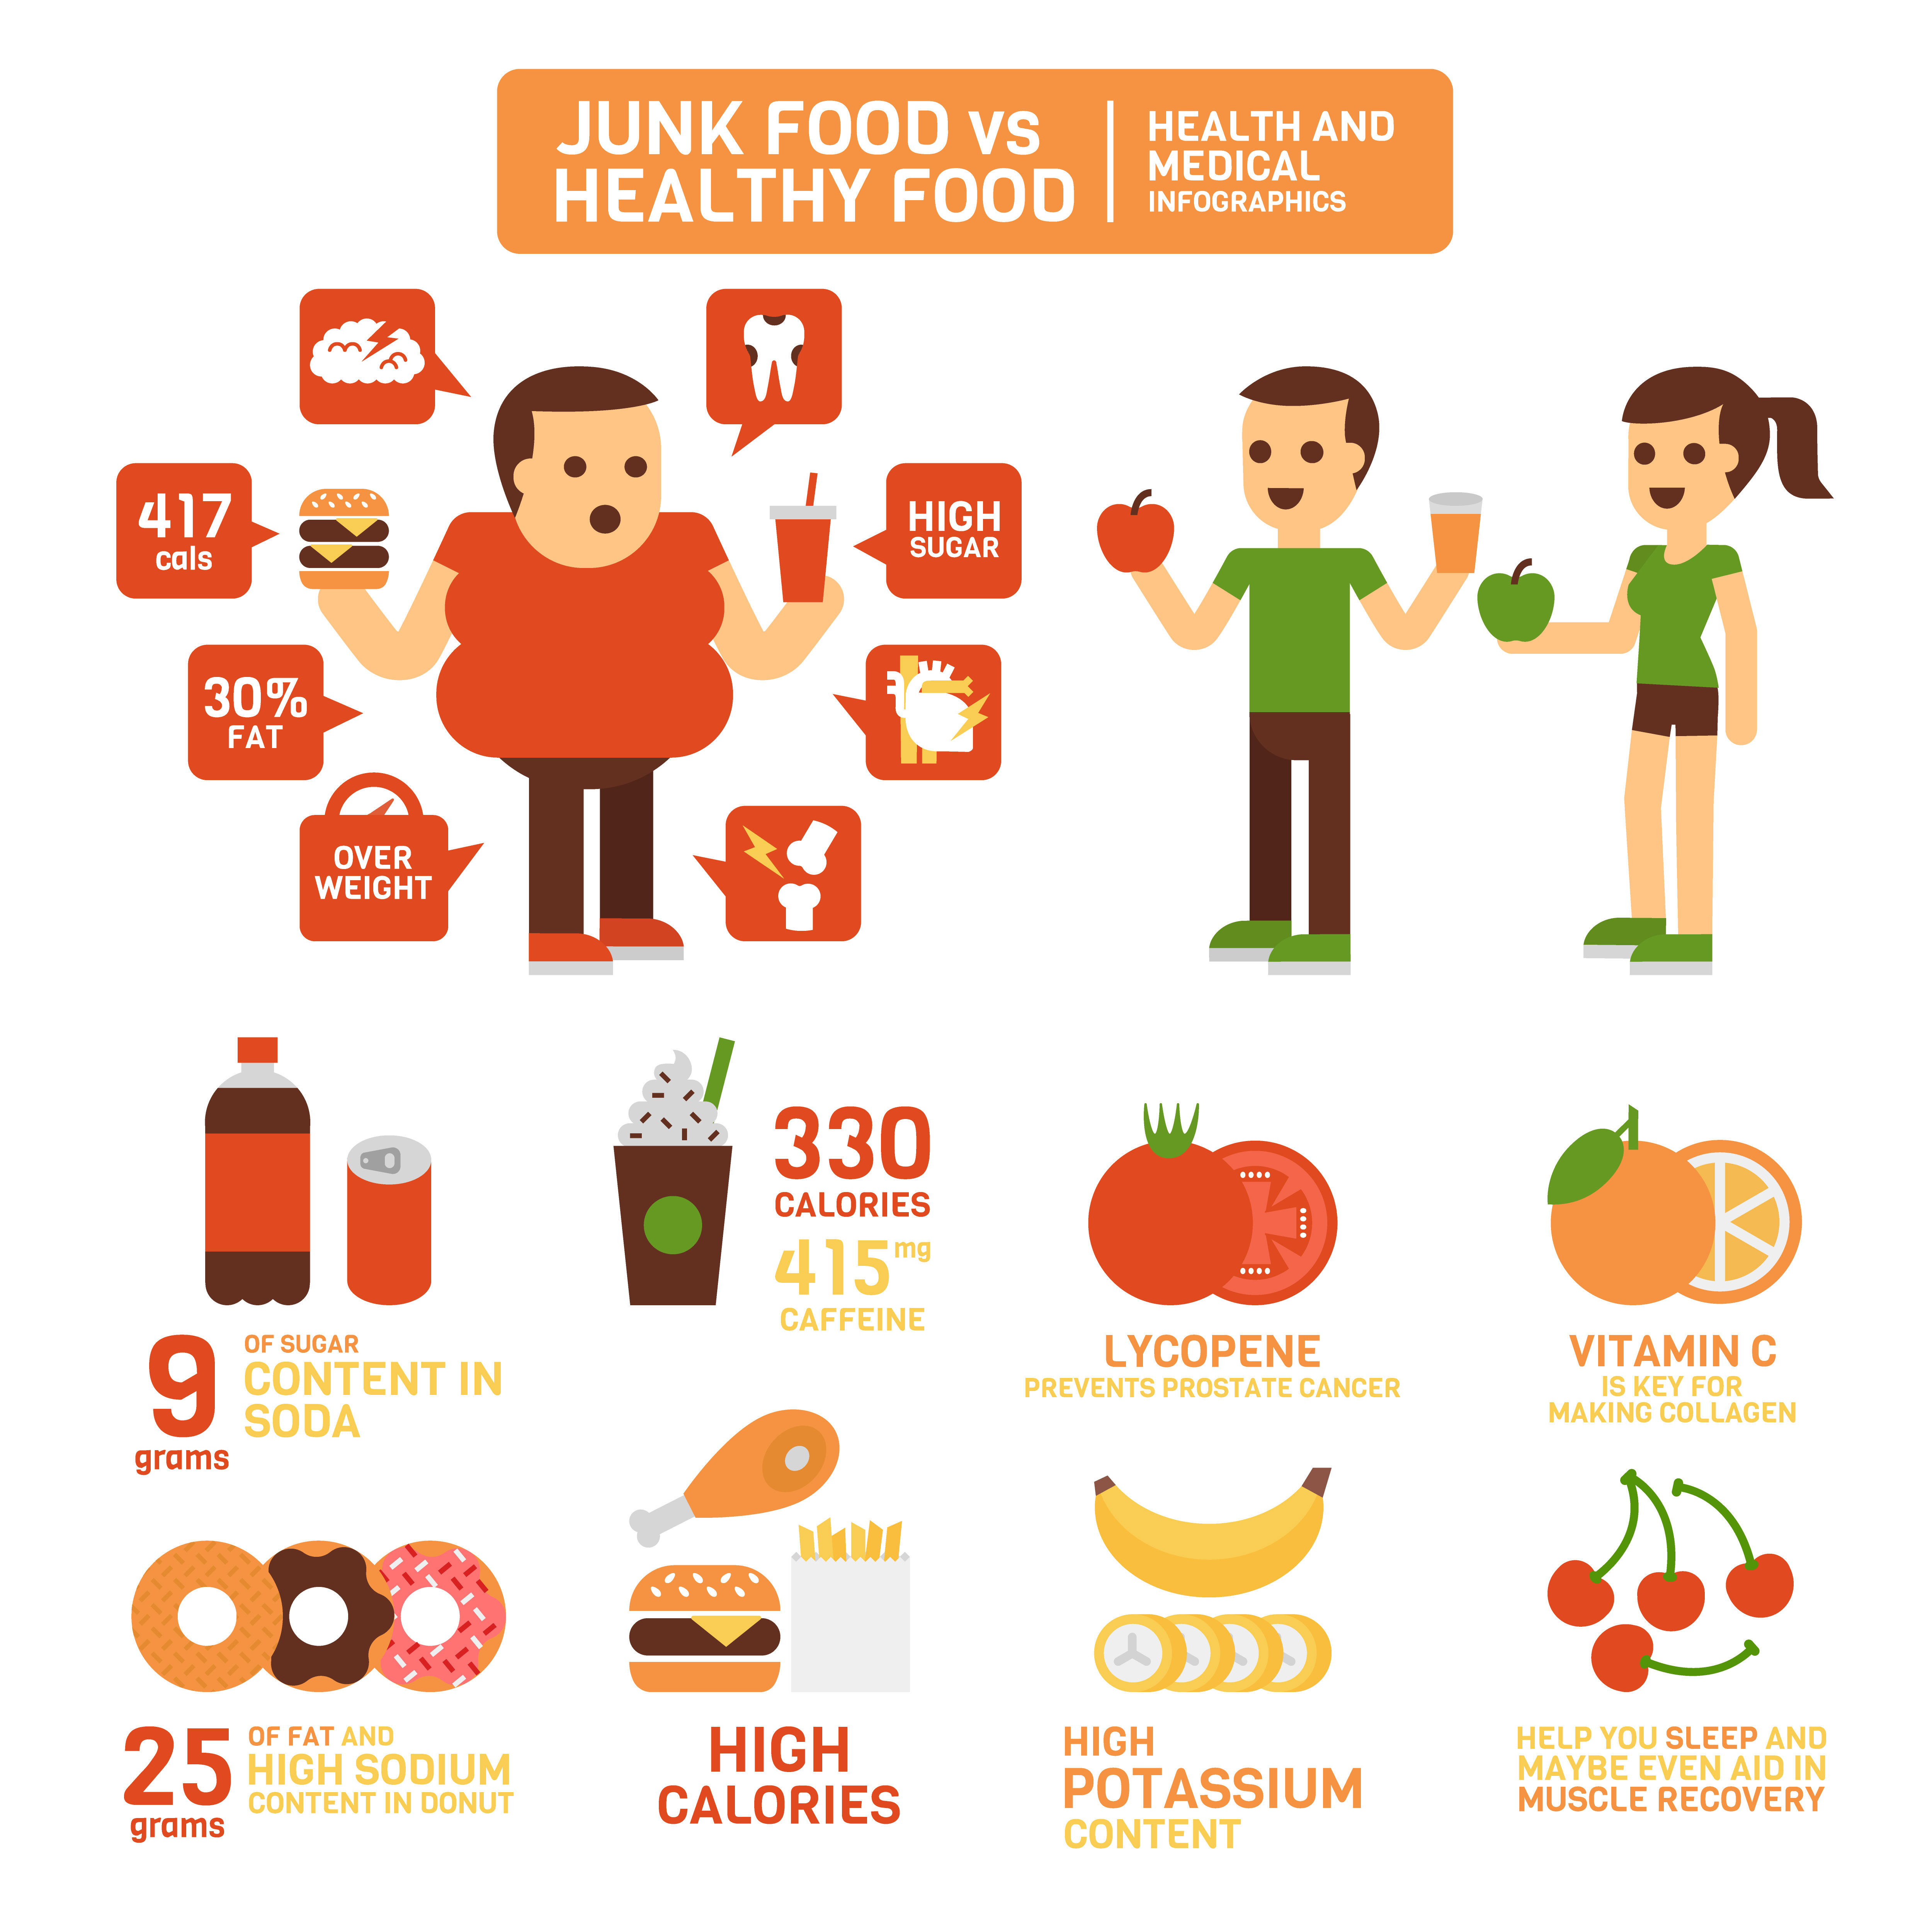 JUNK FOOD vs
HEALTHY FOOD
HEALTH AND
MEDICAL
INFOGRAPHICS
417
cals
HIGH
SUGAR
30%
FAT
OVER
WEIGHT
330
CALORIES
415 mg
CAFFEINE
9
grams
OF SUGAR
CONTENT IN
SODA
LYCOPENE
PREVENTS PROSTATE CANCER
VITAMIN C
IS KEY FOR
MAKING COLLAGEN
25
grams
OF FAT AND
HIGH SODIUM
CONTENT IN DONUT
HIGH
CALORIES
HIGH
POTASSIUM
CONTENT
HELP YOU SLEEP AND
MAYBE EVEN AID IN
MUSCLE RECOVERY